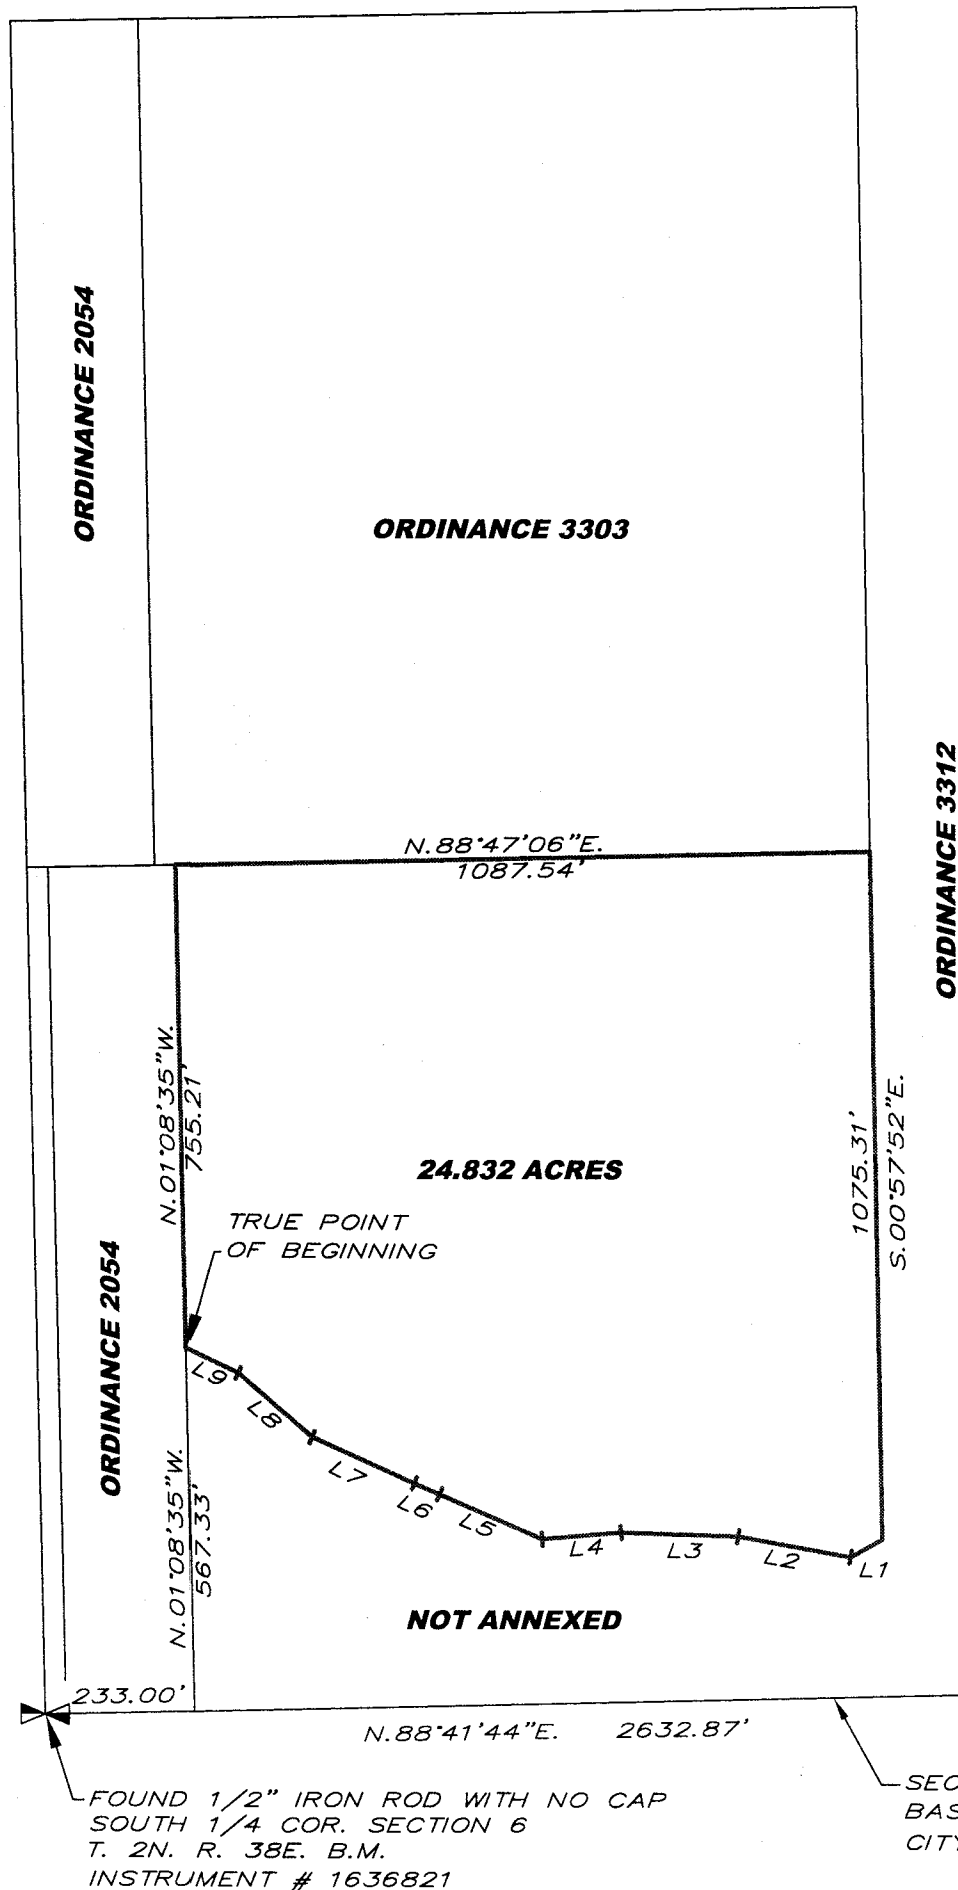 ORDINANCE 2054
ORDINANCE 3303
ORDINANCE 3312
N.88°47'06"E.
1087.54'
N.01°08'35"W.
755.21'
1075.31'
S.00°57'52"E.
24.832 ACRES
TRUE POINT
OF BEGINNING
ORDINANCE 2054
L9
L8
L7
L6
L5
L4
L3
L2
L1
N.01°08'35"W.
567.33'
NOT ANNEXED
233.00'
N.88°41'44"E. 2632.87'
FOUND 1/2" IRON ROD WITH NO CAP
SOUTH 1/4 COR. SECTION 6
T. 2N. R. 38E. B.M.
INSTRUMENT # 1636821
SEC
BAS
CITY